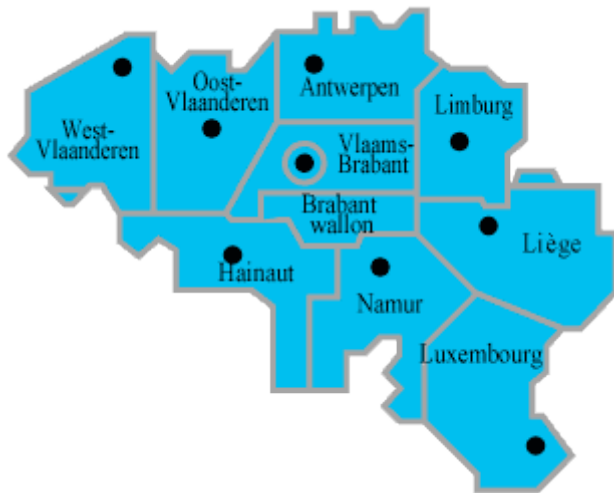 Oost-
Vlaanderen
Antwerpen
Limburg
West-
Vlaanderen
Vlaams-
Brabant
Brabant
wallon
Liège
Hainaut
Namur
Luxembourg